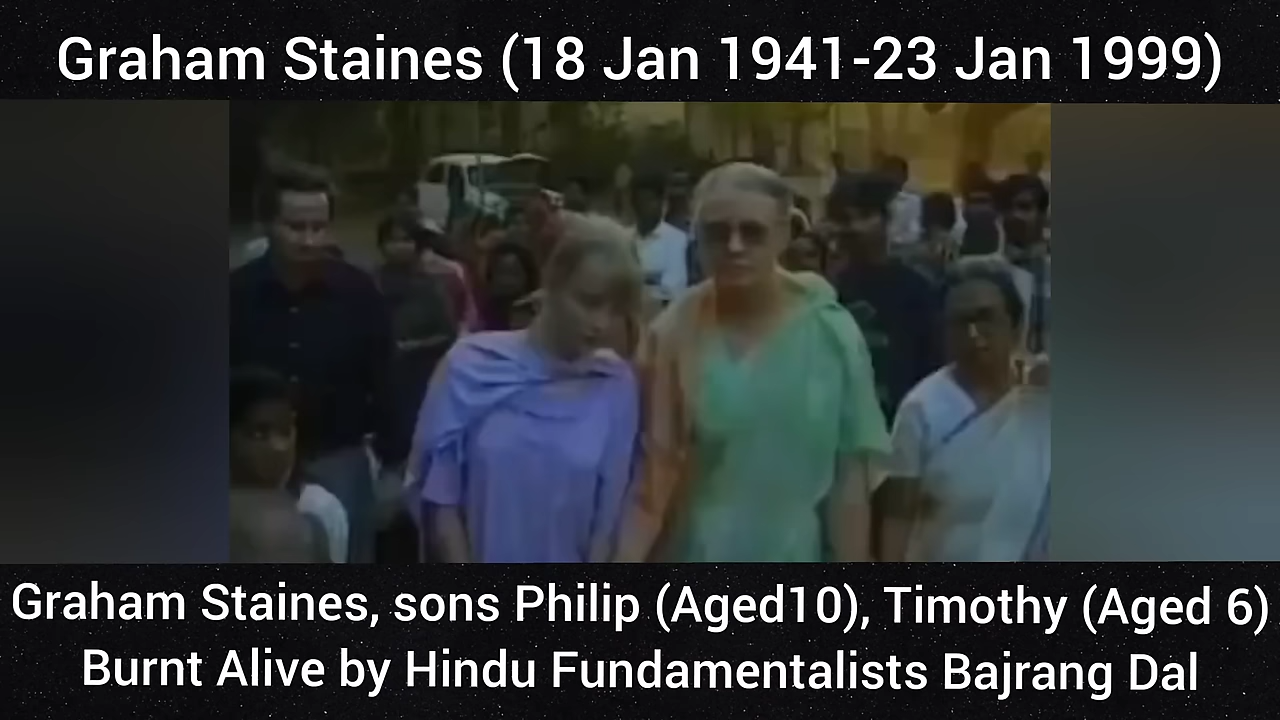 Graham Staines (18 Jan 1941-23 Jan 1999)
Graham Staines, sons Philip (Aged10), Timothy (Aged 6)
Burnt Alive by Hindu Fundamentalists Bajrang Dal